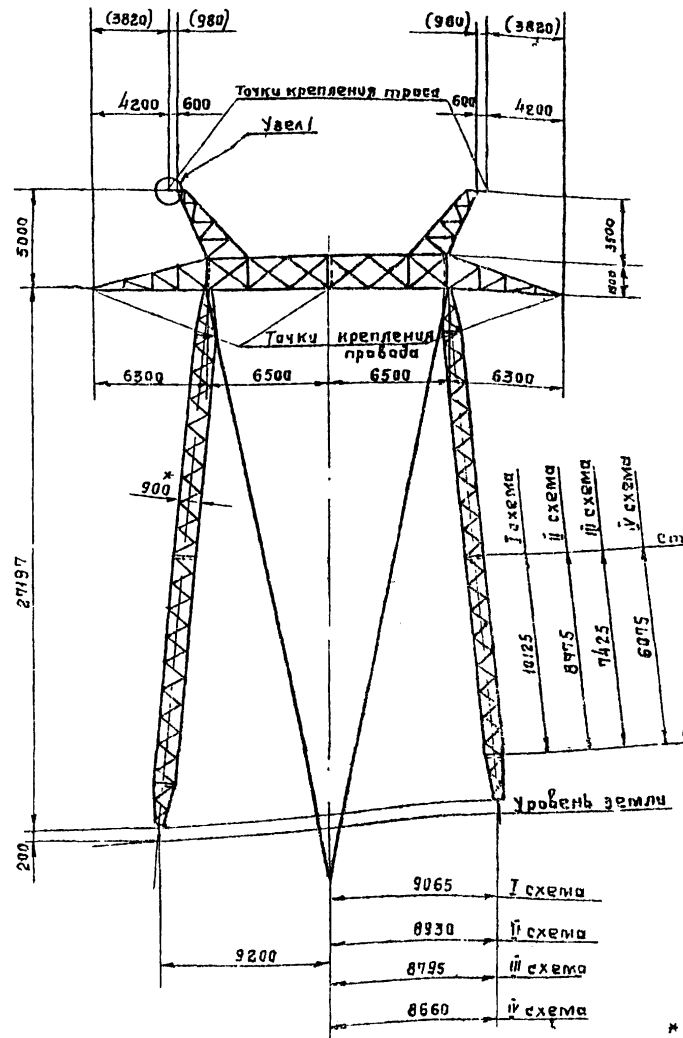 (3820) (980) (980) (3820)
4200 600 Точки крепления троса 600 4200
Узел I
5000
3500
1800
Точки крепления
провода
6300 6500 6500 6300
900*
I схема
II схема
III схема
IV схема
27197
10125
8975
7425
6075
Уровень земли
200
9065 I схема
8930 II схема
9200
8795 III схема
8660 IV схема
*